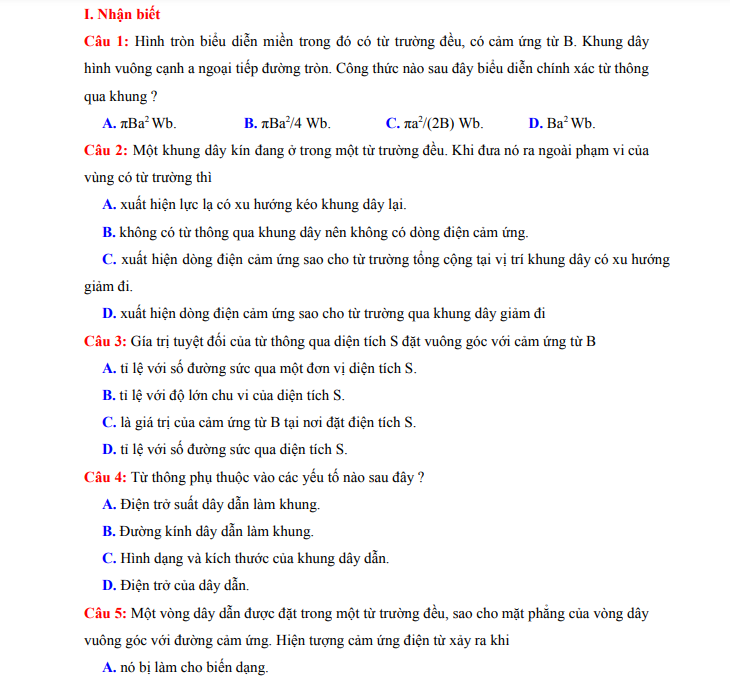 I. Nhận biết
Câu 1: Hình tròn biểu diễn miền trong đó có từ trường đều, có cảm ứng từ B. Khung dây
hình vuông cạnh a ngoại tiếp đường tròn. Công thức nào sau đây biểu diễn chính xác từ thông
qua khung ?
A. πBa² Wb. B. πBa²/4 Wb. C. πa²/(2B) Wb. D. Ba² Wb.
Câu 2: Một khung dây kín đang ở trong một từ trường đều. Khi đưa nó ra ngoài phạm vi của
vùng có từ trường thì
A. xuất hiện lực lạ có xu hướng kéo khung dây lại.
B. không có từ thông qua khung dây nên không có dòng điện cảm ứng.
C. xuất hiện dòng điện cảm ứng sao cho từ trường tổng cộng tại vị trí khung dây có xu hướng
giảm đi.
D. xuất hiện dòng điện cảm ứng sao cho từ trường qua khung dây giảm đi
Câu 3: Gía trị tuyệt đối của từ thông qua diện tích S đặt vuông góc với cảm ứng từ B
A. tỉ lệ với số đường sức qua một đơn vị diện tích S.
B. tỉ lệ với độ lớn chu vi của diện tích S.
C. là giá trị của cảm ứng từ B tại nơi đặt điện tích S.
D. tỉ lệ với số đường sức qua diện tích S.
Câu 4: Từ thông phụ thuộc vào các yếu tố nào sau đây ?
A. Điện trở suất dây dẫn làm khung.
B. Đường kính dây dẫn làm khung.
C. Hình dạng và kích thước của khung dây dẫn.
D. Điện trở của dây dẫn.
Câu 5: Một vòng dây dẫn được đặt trong một từ trường đều, sao cho mặt phẳng của vòng dây
vuông góc với đường cảm ứng. Hiện tượng cảm ứng điện từ xảy ra khi
A. nó bị làm cho biến dạng.